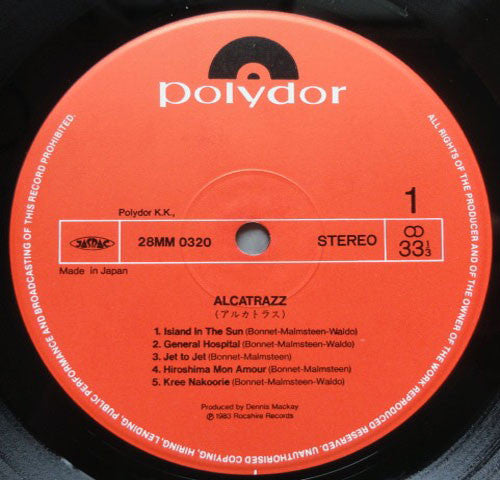 polydor
ALL RIGHTS OF THE PRODUCER AND OF THE OWNER OF THE WORK REPRODUCED RESERVED. UNAUTHORISED COPYING, HIRING, LENDING, PUBLIC PERFORMANCE AND BROADCASTING OF THIS RECORD PROHIBITED.
1
Polydor K.K.,
JASRAC
28MM 0320
STEREO
33 1/3
Made in Japan
ALCATRAZZ
(アルカトラス)
1. Island In The Sun (Bonnet-Malmsteen-Waldo)
2. General Hospital (Bonnet-Malmsteen-Waldo)
3. Jet to Jet (Bonnet-Malmsteen)
4. Hiroshima Mon Amour (Bonnet-Malmsteen)
5. Kree Nakoorie (Bonnet-Malmsteen-Waldo)
Produced by Dennis Mackay
℗ 1983 Rocahire Records